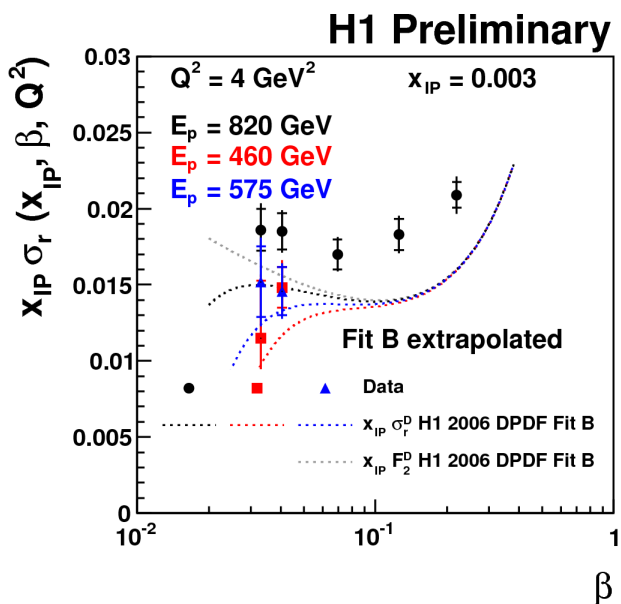 H1 Preliminary
x_IP σ_r (x_IP, β, Q²)
0.03
0.025
0.02
0.015
0.01
0.005
0
Q² = 4 GeV²
x_IP = 0.003
E_p = 820 GeV
E_p = 460 GeV
E_p = 575 GeV
Fit B extrapolated
Data
x_IP σ_r^D H1 2006 DPDF Fit B
x_IP F_2^D H1 2006 DPDF Fit B
10⁻²
10⁻¹
1
β